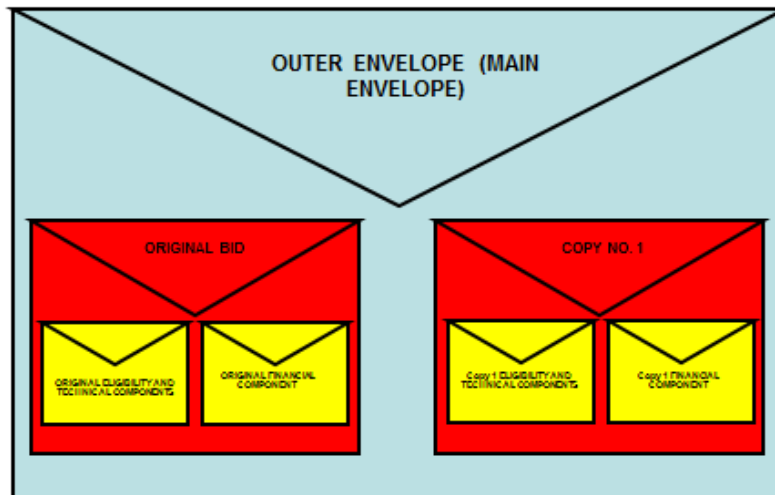 OUTER ENVELOPE (MAIN
ENVELOPE)
ORIGINAL BID
COPY NO. 1
ORIGINAL ELIGIBILITY AND
TECHNICAL COMPONENTS
ORIGINAL FINANCIAL
COMPONENT
Copy 1 ELIGIBILITY AND
TECHNICAL COMPONENTS
Copy 1 FINANCIAL
COMPONENT